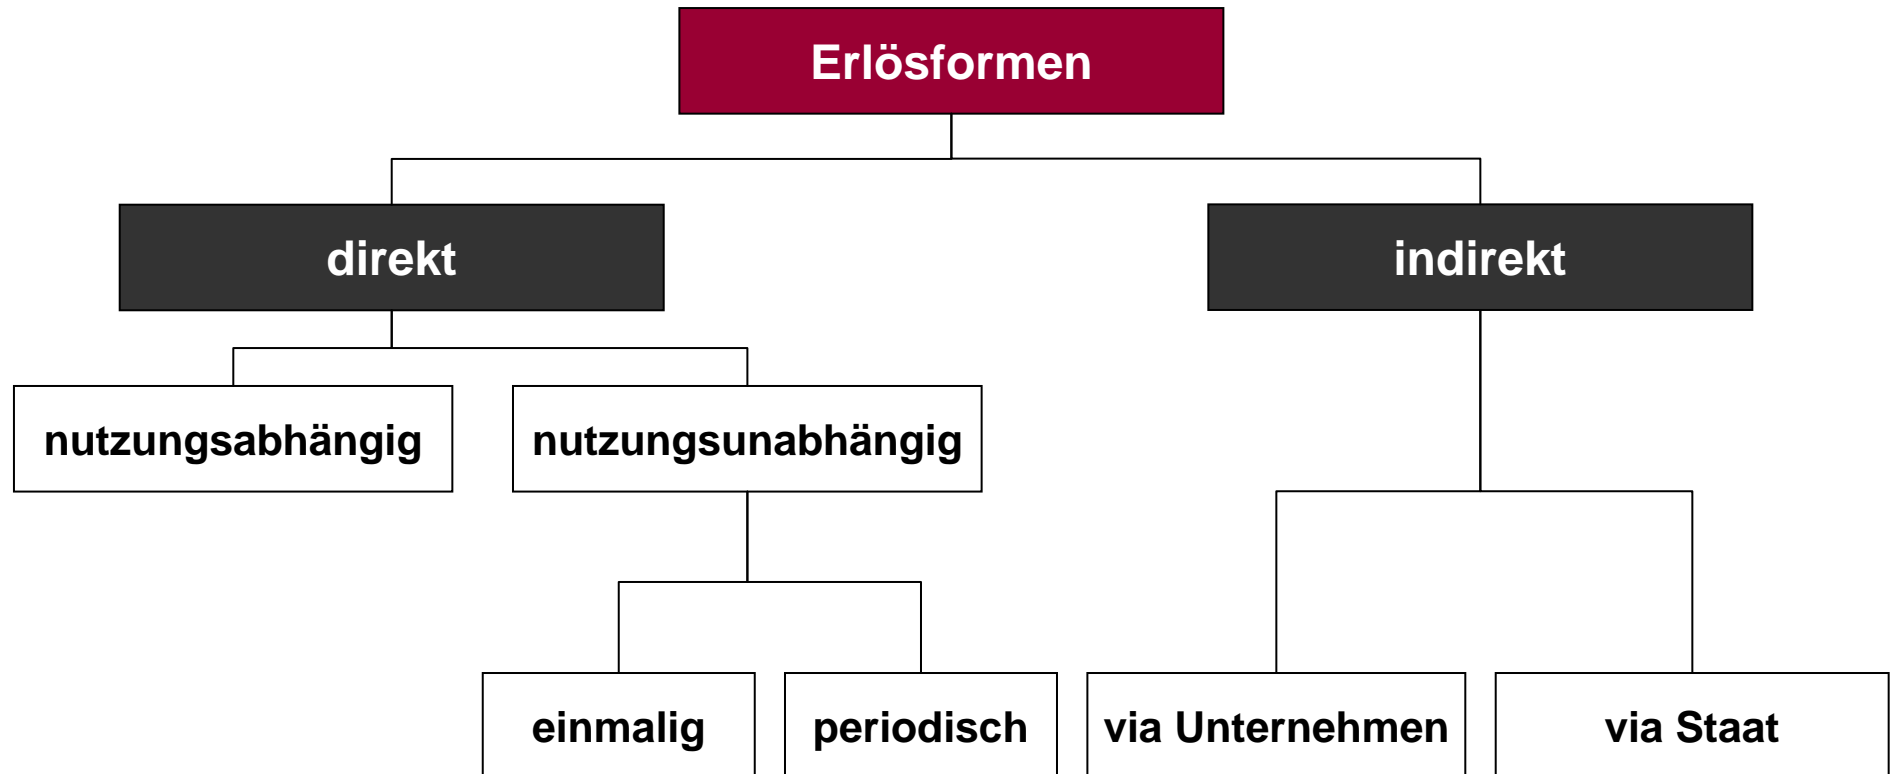 Erlösformen
direkt
indirekt
nutzungsabhängig
nutzungsunabhängig
einmalig
periodisch
via Unternehmen
via Staat